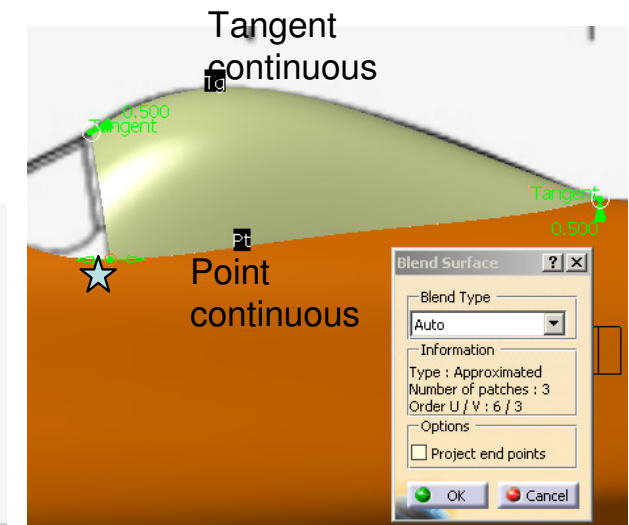 Tangent
continuous
Tg
0.500
Tangent
Tangent
0.500
Pt
Point
continuous
Blend Surface
Blend Type
Auto
Information
Type : Approximated
Number of patches : 3
Order U / V : 6 / 3
Options
Project end points
OK
Cancel